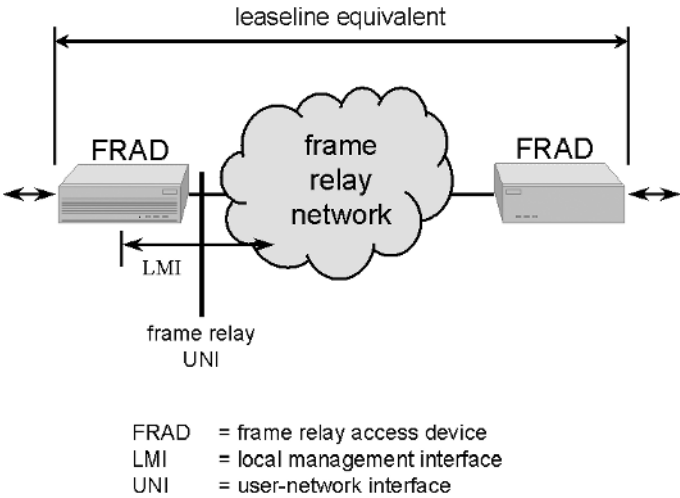 leaseline equivalent
FRAD
FRAD
frame
relay
network
LMI
frame relay
UNI
FRAD = frame relay access device
LMI = local management interface
UNI = user-network interface